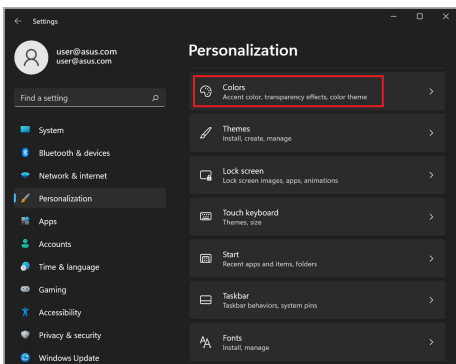 Settings
user@asus.com
user@asus.com
Find a setting
System
Bluetooth & devices
Network & internet
Personalization
Apps
Accounts
Time & language
Gaming
Accessibility
Privacy & security
Windows Update
Personalization
Colors
Accent color, transparency effects, color theme
Themes
Install, create, manage
Lock screen
Lock screen images, apps, animations
Touch keyboard
Themes, size
Start
Recent apps and items, folders
Taskbar
Taskbar behaviors, system pins
Fonts
Install, manage